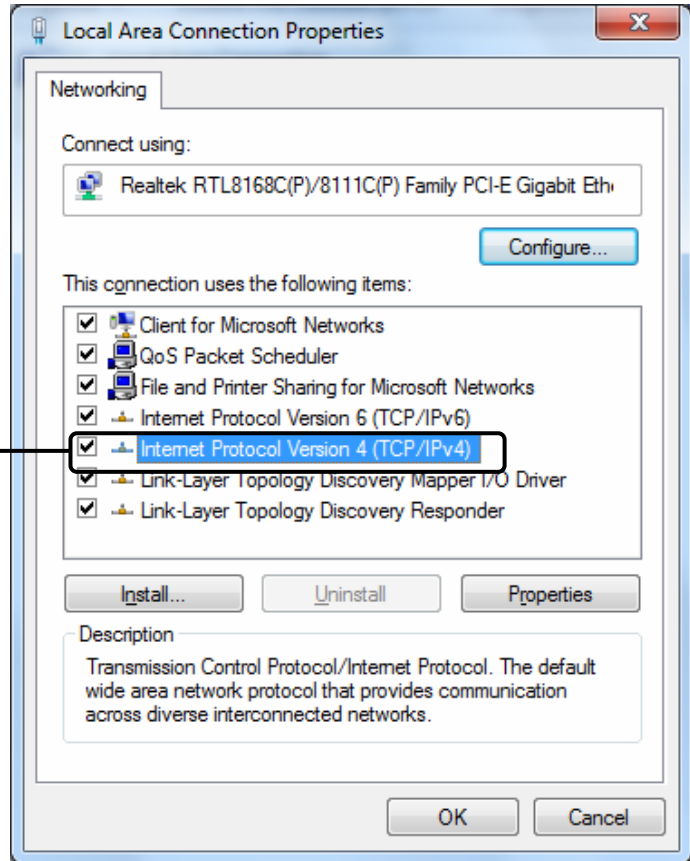 Local Area Connection Properties
Networking
Connect using:
Realtek RTL8168C(P)/8111C(P) Family PCI-E Gigabit Eth
Configure...
This connection uses the following items:
Client for Microsoft Networks
QoS Packet Scheduler
File and Printer Sharing for Microsoft Networks
Internet Protocol Version 6 (TCP/IPv6)
Internet Protocol Version 4 (TCP/IPv4)
Link-Layer Topology Discovery Mapper I/O Driver
Link-Layer Topology Discovery Responder
Install...
Uninstall
Properties
Description
Transmission Control Protocol/Internet Protocol. The default
wide area network protocol that provides communication
across diverse interconnected networks.
OK
Cancel